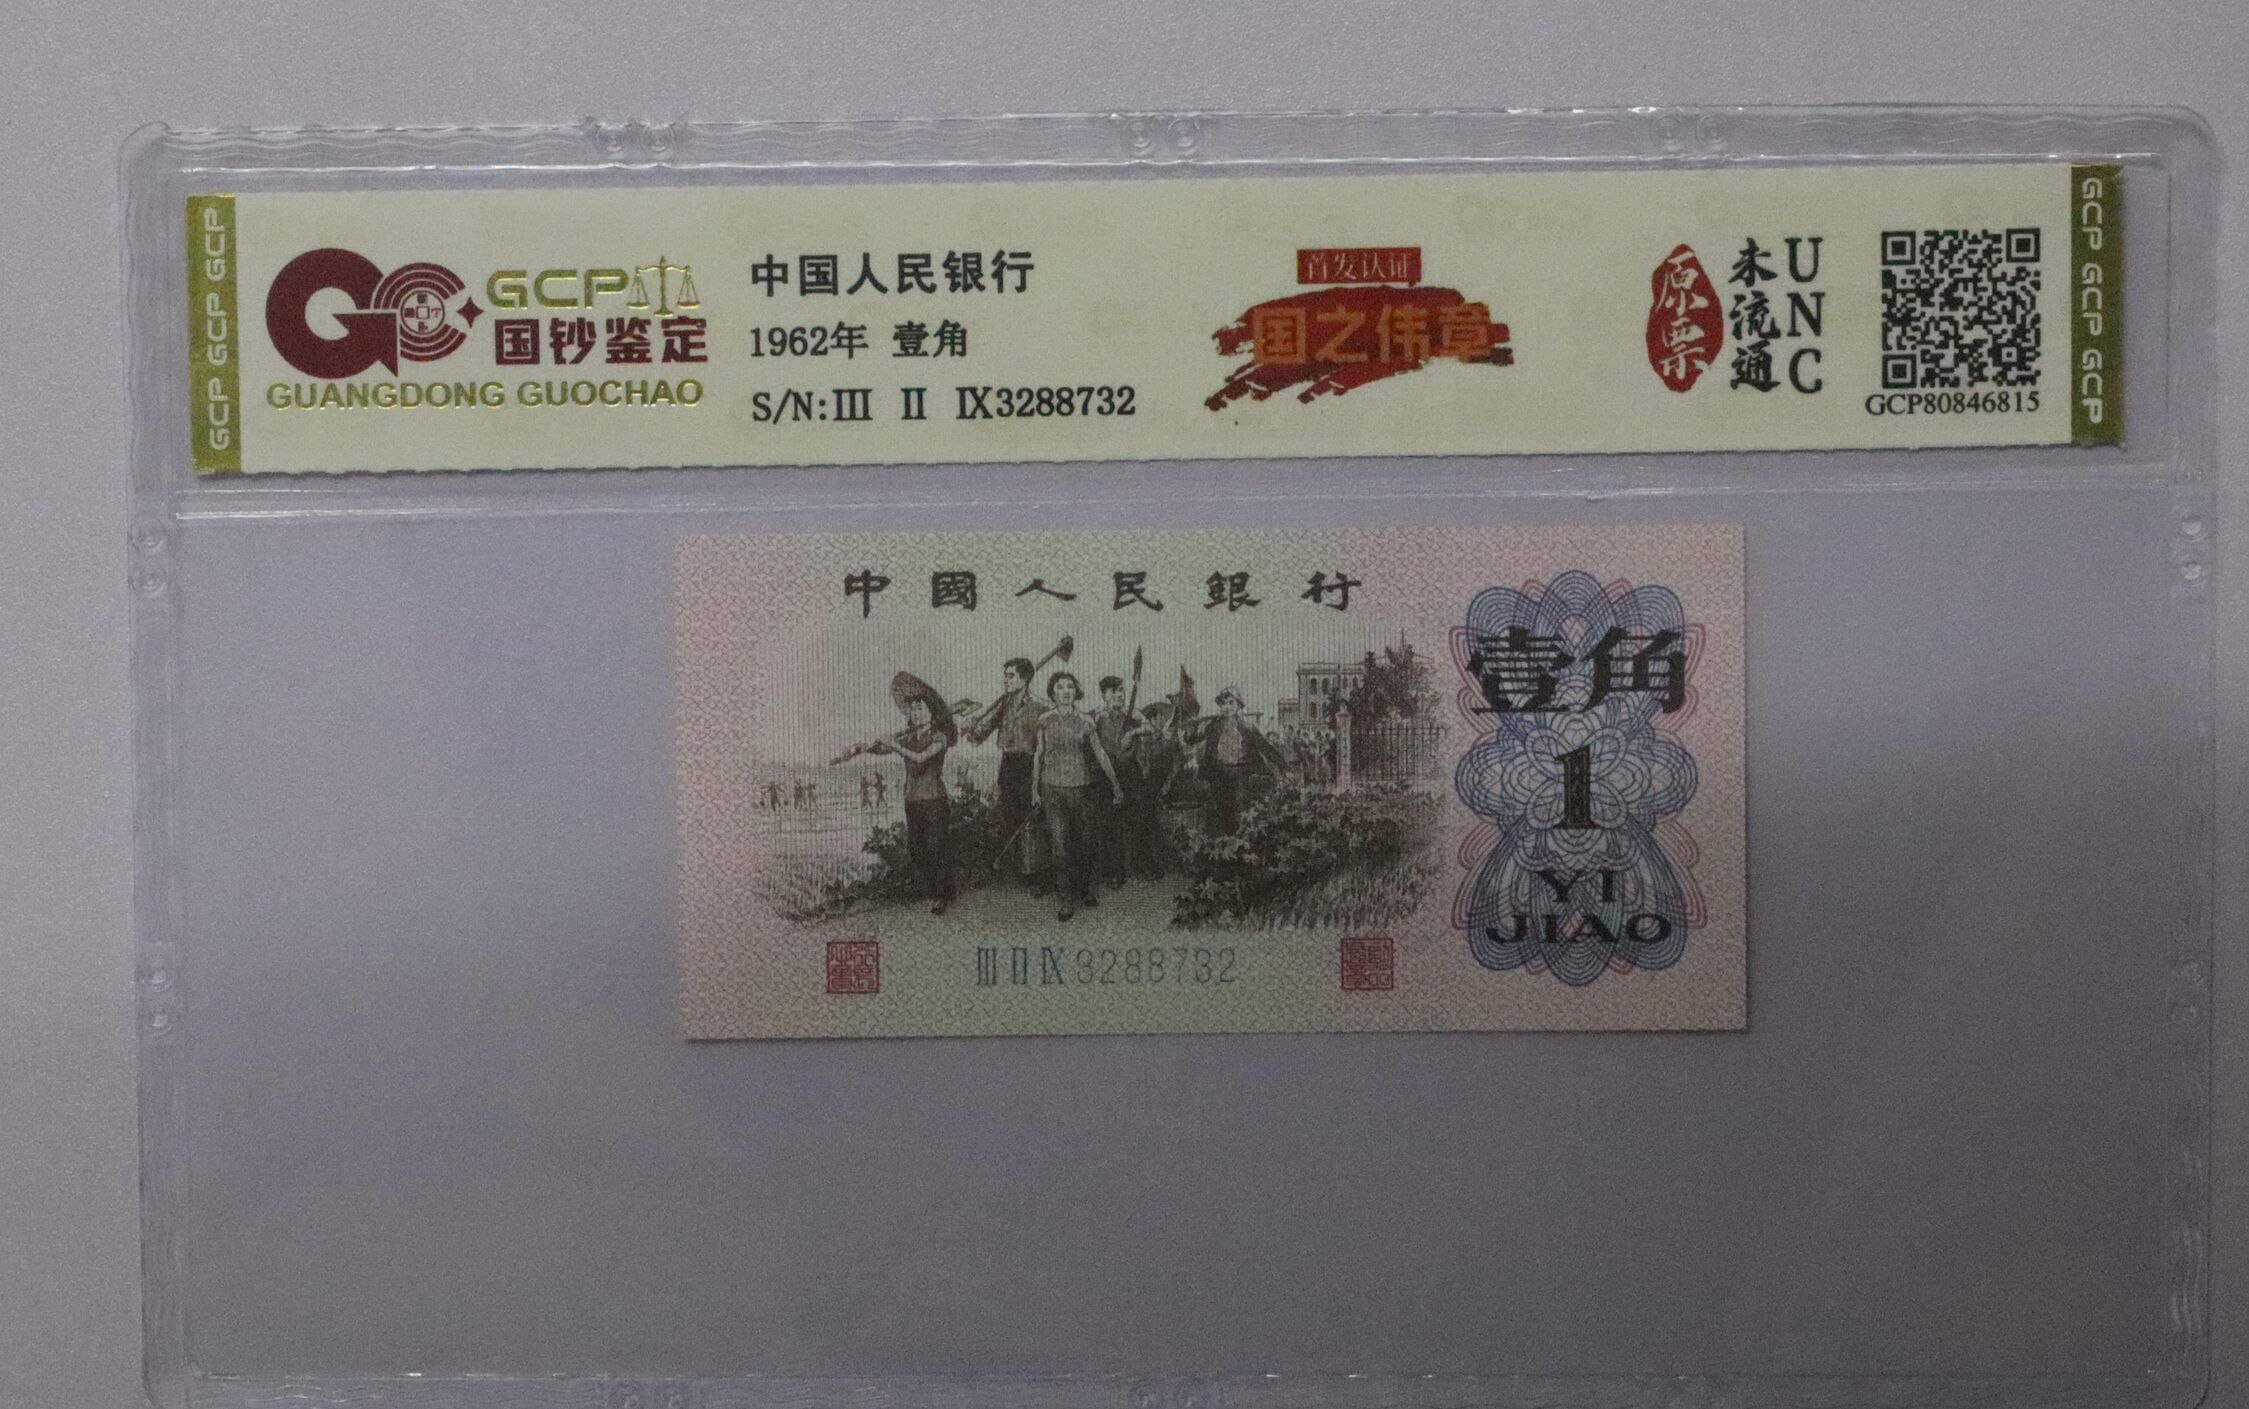 GCP GCP GCP
GCP
国钞鉴定
GUANGDONG GUOCHAO
中国人民银行
1962年 壹角
S/N:Ⅲ Ⅱ Ⅸ3288732
首发认证
国之伟章
原票
未流通
UNC
GCP80846815
GCP GCP GCP
中國人民銀行
壹角
1
YI
JIAO
Ⅲ Ⅱ Ⅸ 3288732